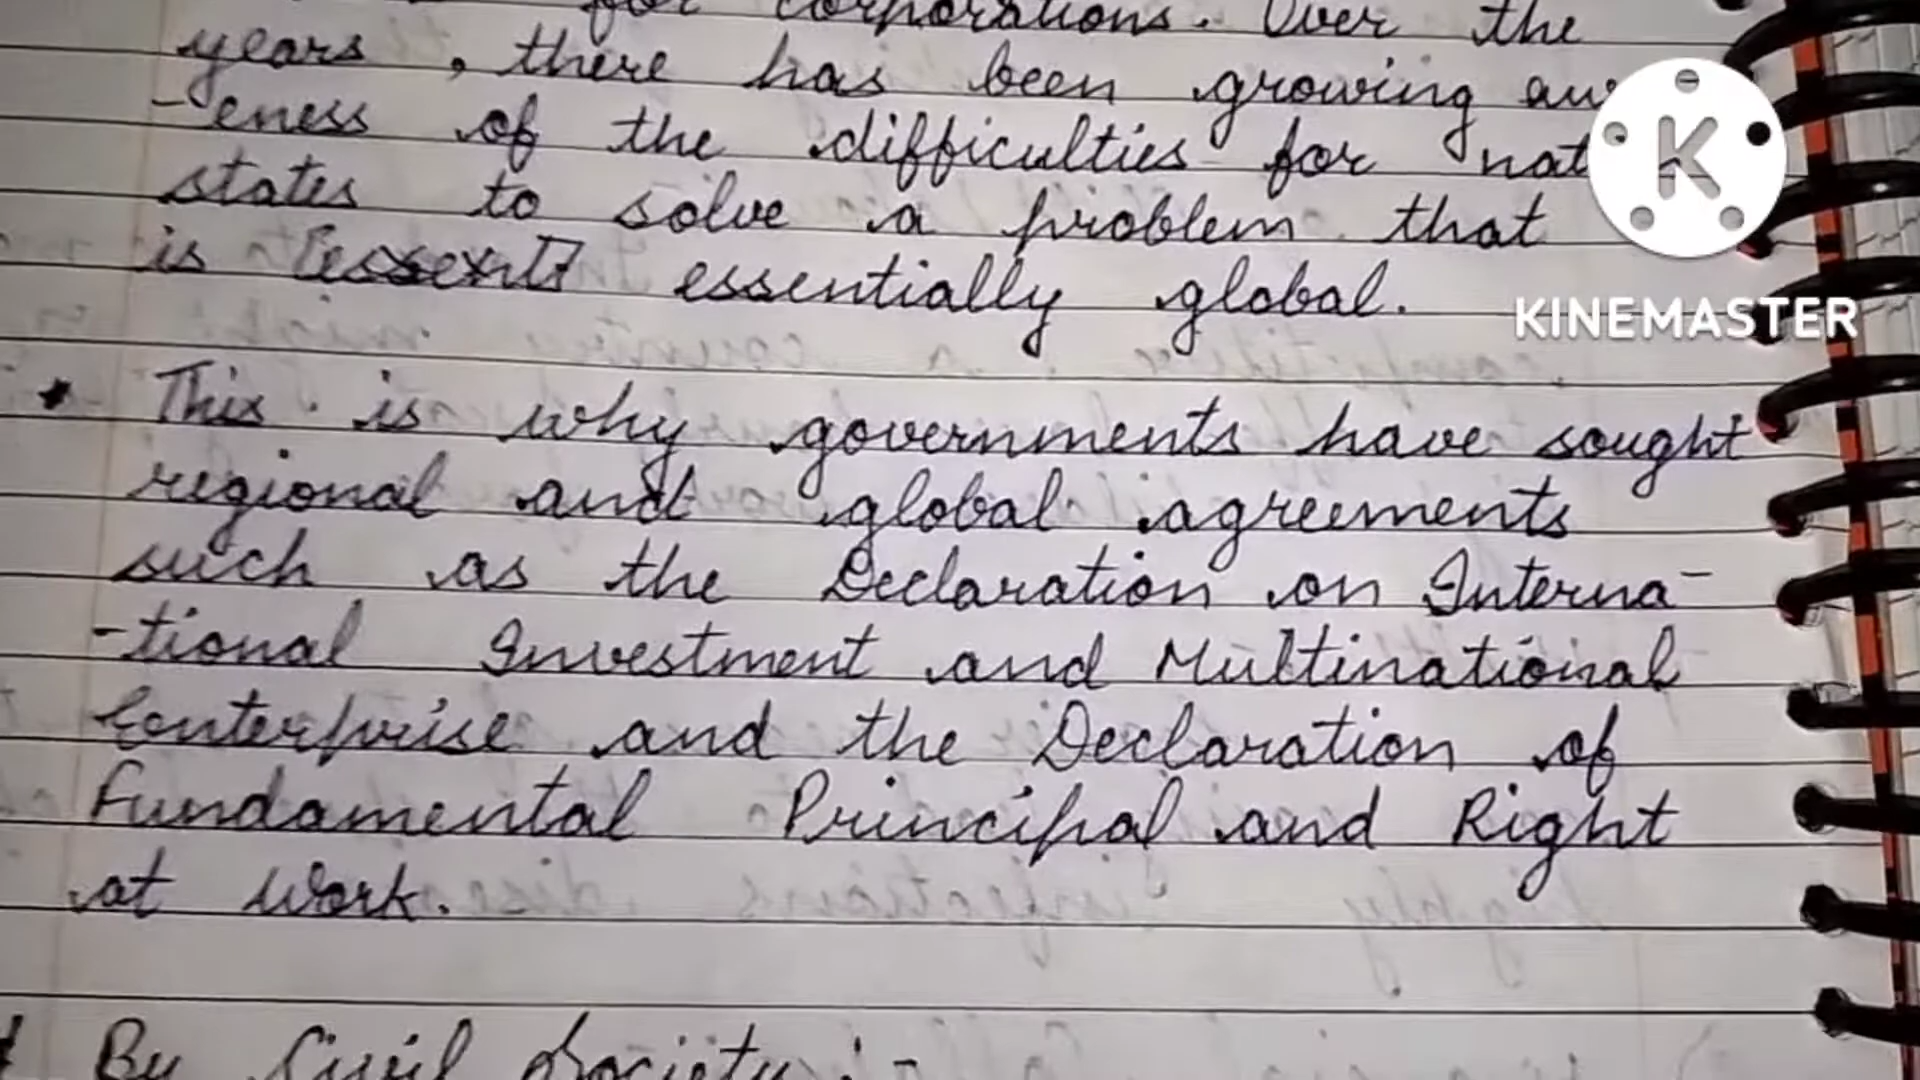 for corporations. Over the
years, there has been growing
-eness of the difficulties for
states to solve a problem that
is essentially global.
KINEMASTER
• This is why governments have sought
regional and global agreements
such as the Declaration on Interna-
-tional Investment and Multinational
Enterprise and the Declaration of
Fundamental Principal and Right
at Work.
By Civil Society :-